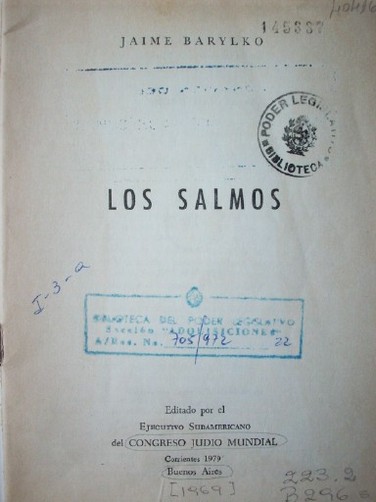 JAIME BARYLKO
145337
PODER LEGISLATIVO
BIBLIOTECA
LOS SALMOS
I-3-a
BIBLIOTECA DEL PODER LEGISLATIVO
Sección "ADQUISICIONES"
A/Res. No. 705/972 22
Editado por el
EJECUTIVO SUDAMERICANO
del CONGRESO JUDIO MUNDIAL
Corrientes 1979
Buenos Aires
[1969]
223.2